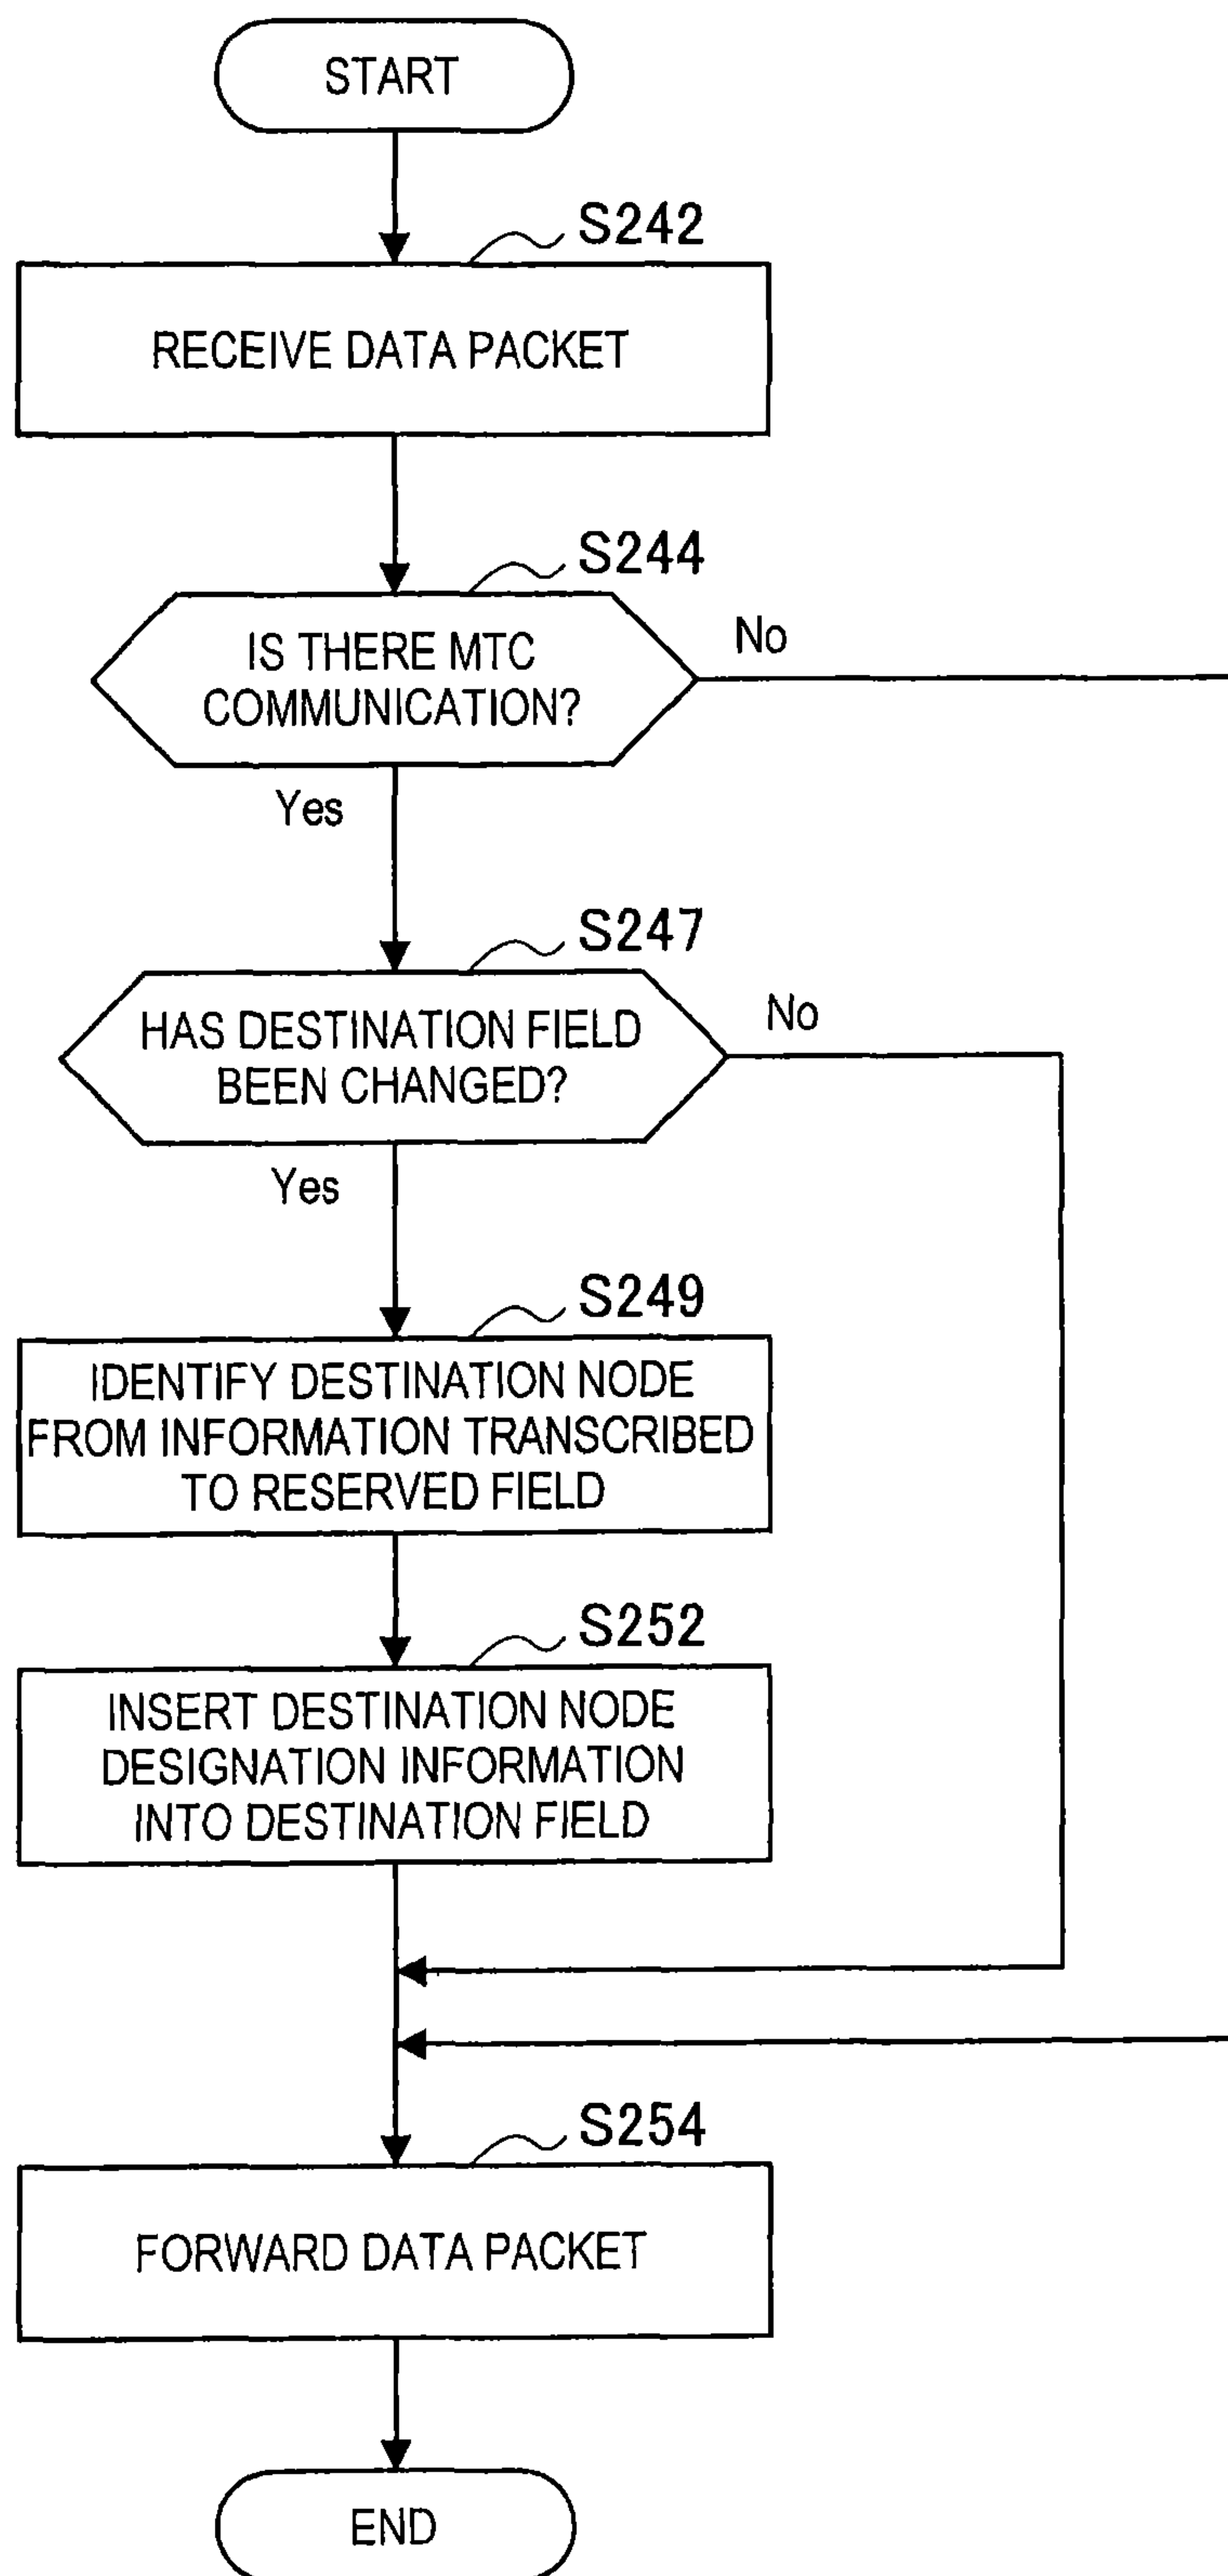 START
S242
RECEIVE DATA PACKET
S244
IS THERE MTC
COMMUNICATION?
No
Yes
S247
HAS DESTINATION FIELD
BEEN CHANGED?
No
Yes
S249
IDENTIFY DESTINATION NODE
FROM INFORMATION TRANSCRIBED
TO RESERVED FIELD
S252
INSERT DESTINATION NODE
DESIGNATION INFORMATION
INTO DESTINATION FIELD
S254
FORWARD DATA PACKET
END